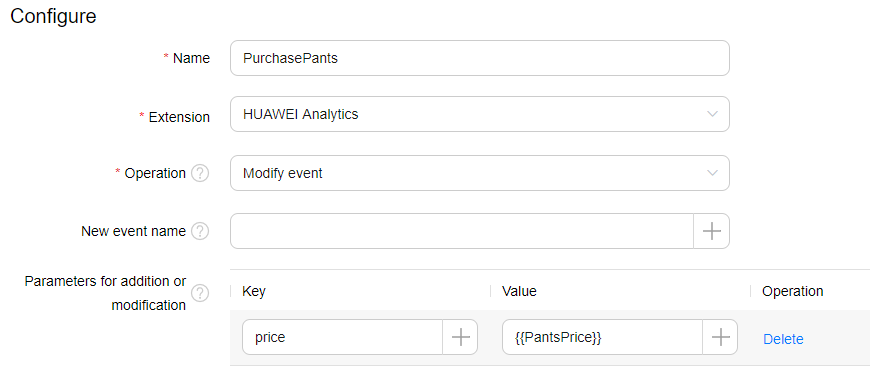 Configure
* Name PurchasePants
* Extension HUAWEI Analytics
* Operation ? Modify event
New event name ?
Parameters for addition or
modification ?
Key Value Operation
price {{PantsPrice}} Delete